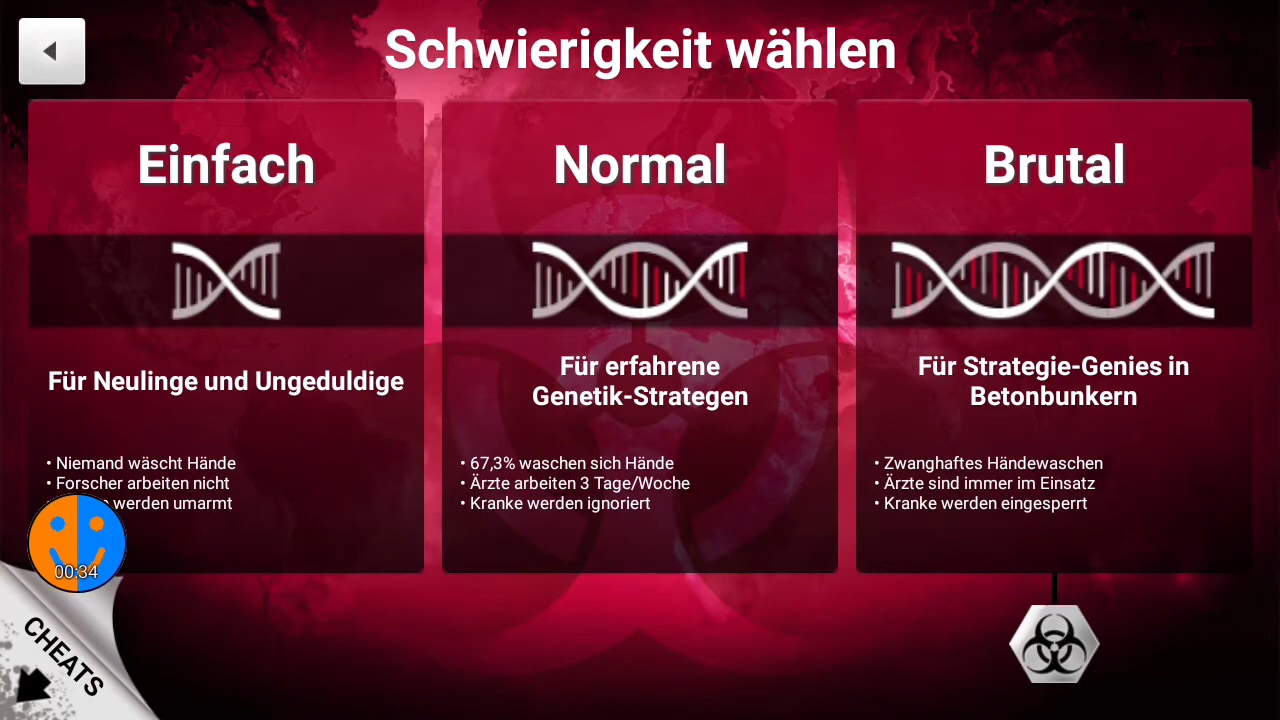 Schwierigkeit wählen
Einfach
Für Neulinge und Ungeduldige
• Niemand wäscht Hände
• Forscher arbeiten nicht
werden umarmt
Normal
Für erfahrene
Genetik-Strategen
• 67,3% waschen sich Hände
• Ärzte arbeiten 3 Tage/Woche
• Kranke werden ignoriert
Brutal
Für Strategie-Genies in
Betonbunkern
• Zwanghaftes Händewaschen
• Ärzte sind immer im Einsatz
• Kranke werden eingesperrt
00:34
CHEATS